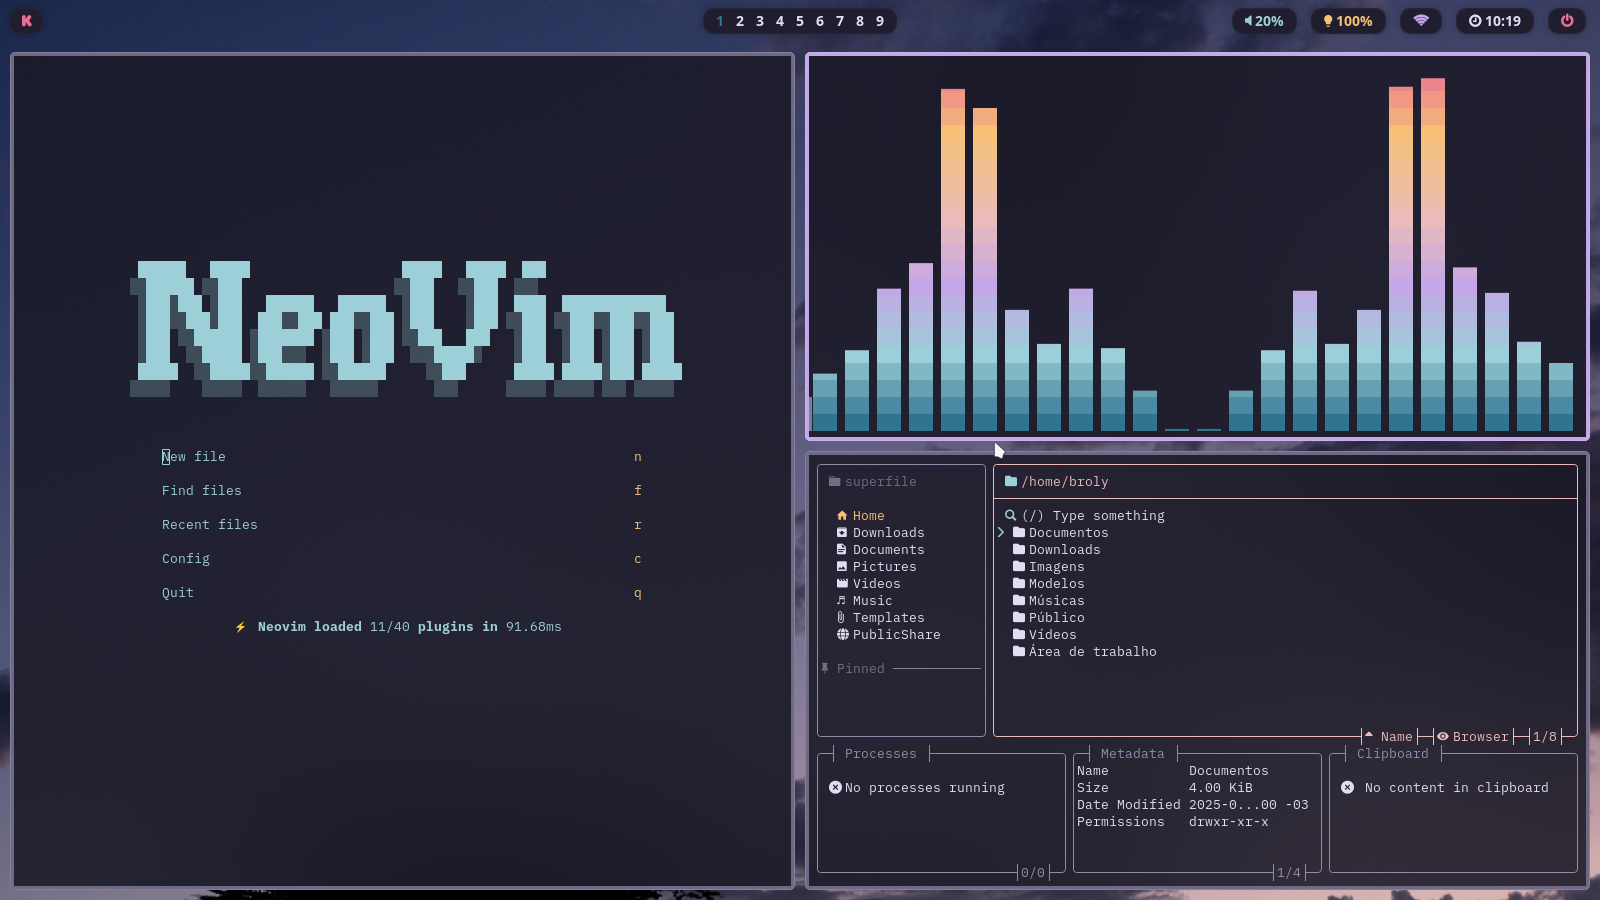 K
1 2 3 4 5 6 7 8 9
20%
100%
10:19
NeoVim
New file n
Find files f
Recent files r
Config c
Quit q
⚡ Neovim loaded 11/40 plugins in 91.68ms
superfile
Home
Downloads
Documents
Pictures
Videos
Music
Templates
PublicShare
Pinned
/home/broly
(/) Type something
Documentos
Downloads
Imagens
Modelos
Músicas
Público
Vídeos
Área de trabalho
Name Browser 1/8
Processes
No processes running
0/0
Metadata
Name Documentos
Size 4.00 KiB
Date Modified 2025-0...00 -03
Permissions drwxr-xr-x
1/4
Clipboard
No content in clipboard